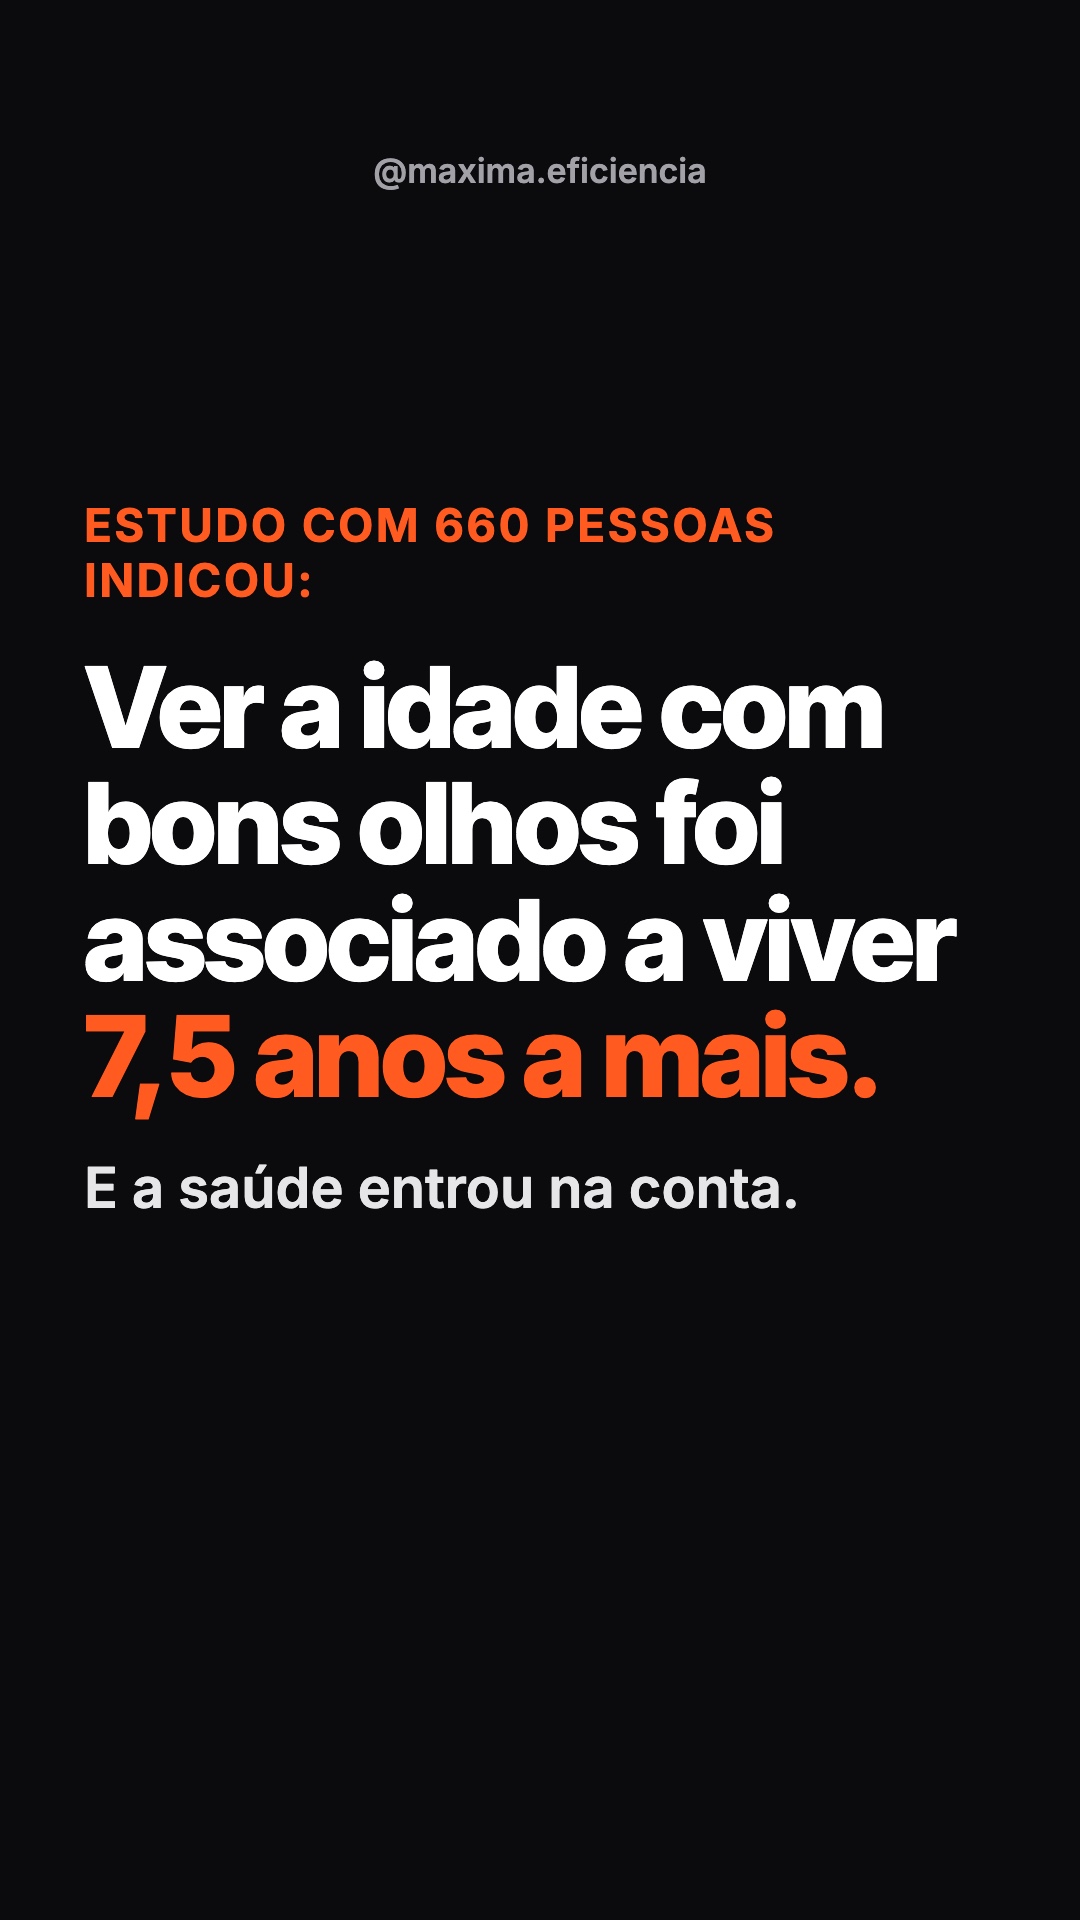 @maxima.eficiencia
ESTUDO COM 660 PESSOAS
INDICOU:
Ver a idade com
bons olhos foi
associado a viver
7,5 anos a mais.
E a saúde entrou na conta.